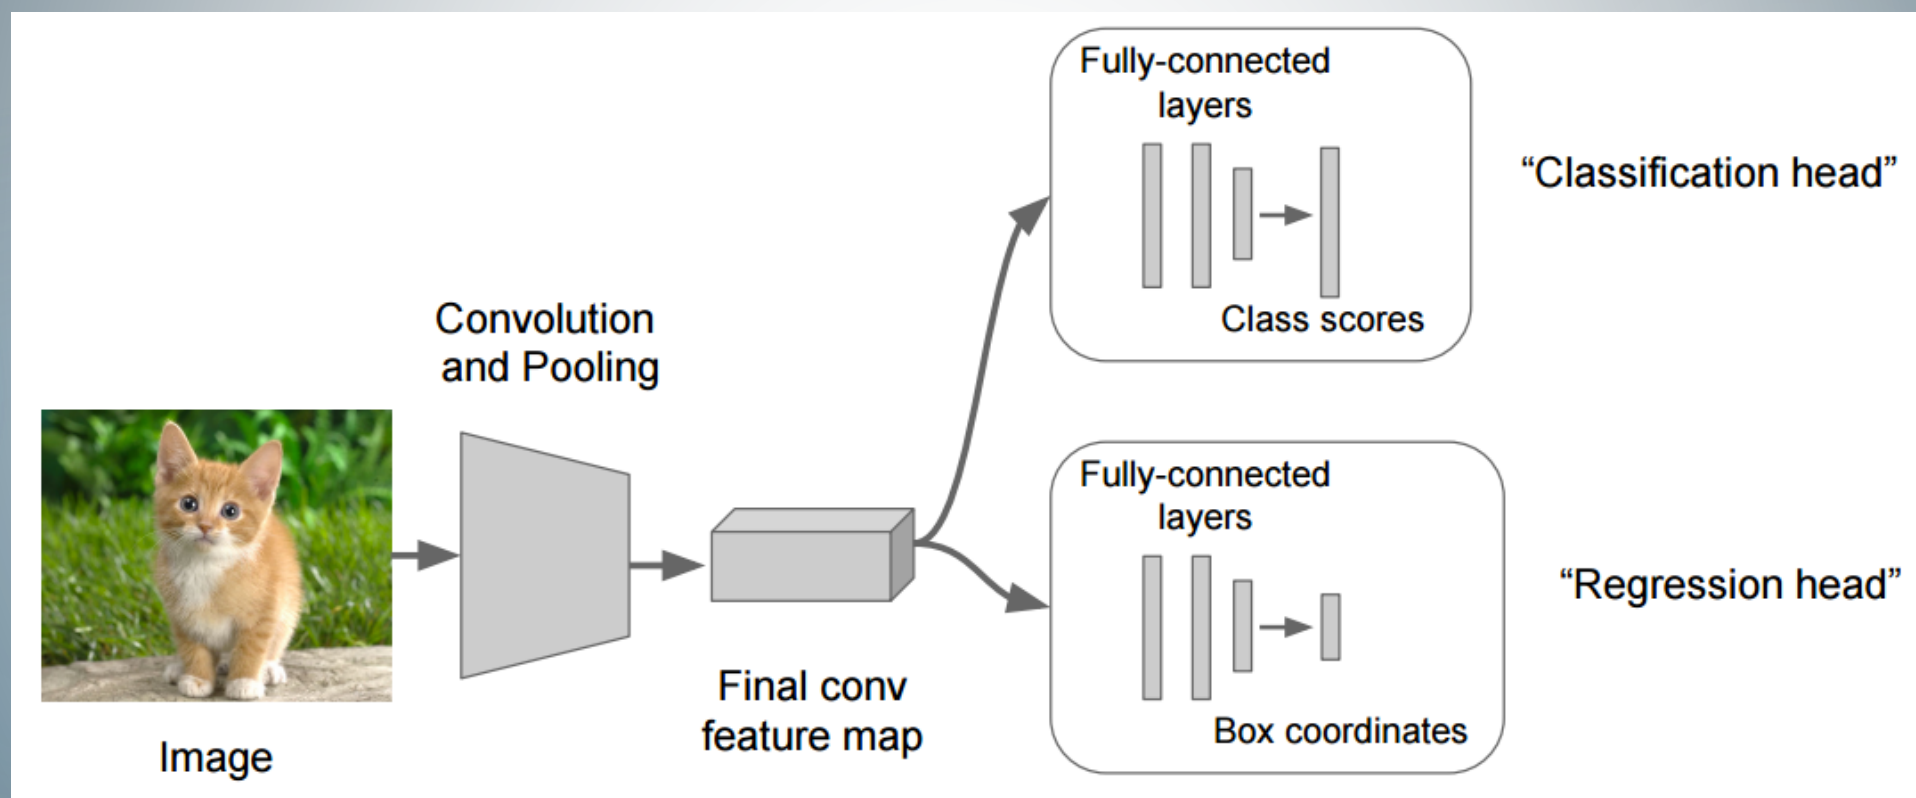 Fully-connected
layers
Class scores
“Classification head”
Convolution
and Pooling
Image
Final conv
feature map
Fully-connected
layers
Box coordinates
“Regression head”